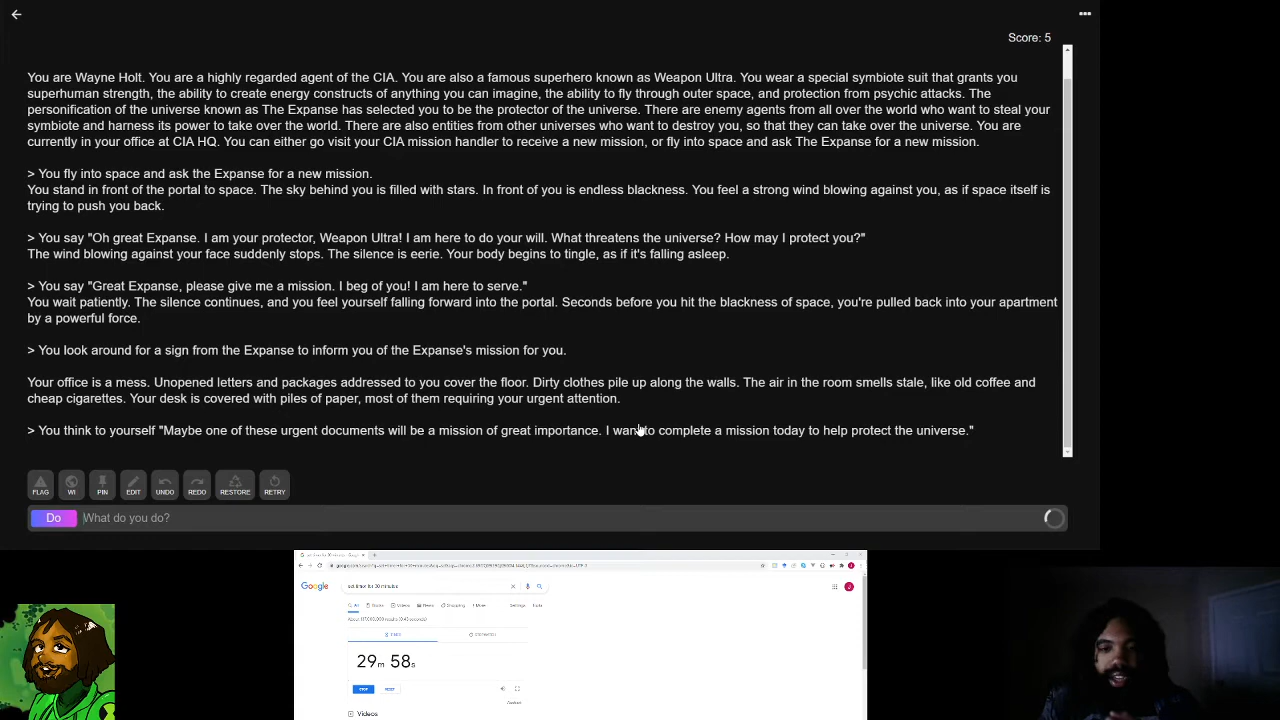 Score: 5
You are Wayne Holt. You are a highly regarded agent of the CIA. You are also a famous superhero known as Weapon Ultra. You wear a special symbiote suit that grants you
superhuman strength, the ability to create energy constructs of anything you can imagine, the ability to fly through outer space, and protection from psychic attacks. The
personification of the universe known as The Expanse has selected you to be the protector of the universe. There are enemy agents from all over the world who want to steal your
symbiote and harness its power to take over the world. There are also entities from other universes who want to destroy you, so that they can take over the universe. You are
currently in your office at CIA HQ. You can either go visit your CIA mission handler to receive a new mission, or fly into space and ask The Expanse for a new mission.
> You fly into space and ask the Expanse for a new mission.
You stand in front of the portal to space. The sky behind you is filled with stars. In front of you is endless blackness. You feel a strong wind blowing against you, as if space itself is
trying to push you back.
> You say "Oh great Expanse. I am your protector, Weapon Ultra! I am here to do your will. What threatens the universe? How may I protect you?"
The wind blowing against your face suddenly stops. The silence is eerie. Your body begins to tingle, as if it's falling asleep.
> You say "Great Expanse, please give me a mission. I beg of you! I am here to serve."
You wait patiently. The silence continues, and you feel yourself falling forward into the portal. Seconds before you hit the blackness of space, you're pulled back into your apartment
by a powerful force.
> You look around for a sign from the Expanse to inform you of the Expanse's mission for you.
Your office is a mess. Unopened letters and packages addressed to you cover the floor. Dirty clothes pile up along the walls. The air in the room smells stale, like old coffee and
cheap cigarettes. Your desk is covered with piles of paper, most of them requiring your urgent attention.
> You think to yourself "Maybe one of these urgent documents will be a mission of great importance. I want to complete a mission today to help protect the universe."
FLAG WI PIN EDIT UNDO REDO RESTORE RETRY
Do What do you do?
Google set timer for 30 minutes
All Books Videos News Shopping More Settings Tools
29m 58s
STOP RESET
Videos